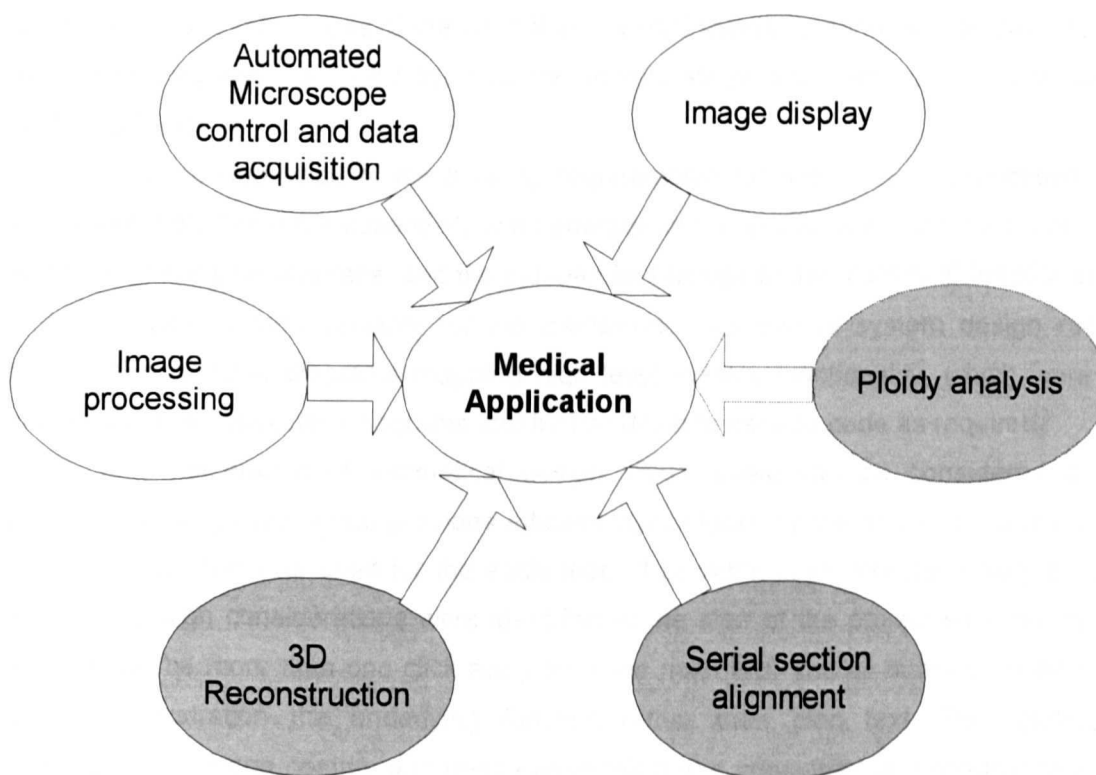 Automated
Microscope
control and data
acquisition
Image display
Image
processing
Medical
Application
Ploidy analysis
3D
Reconstruction
Serial section
alignment